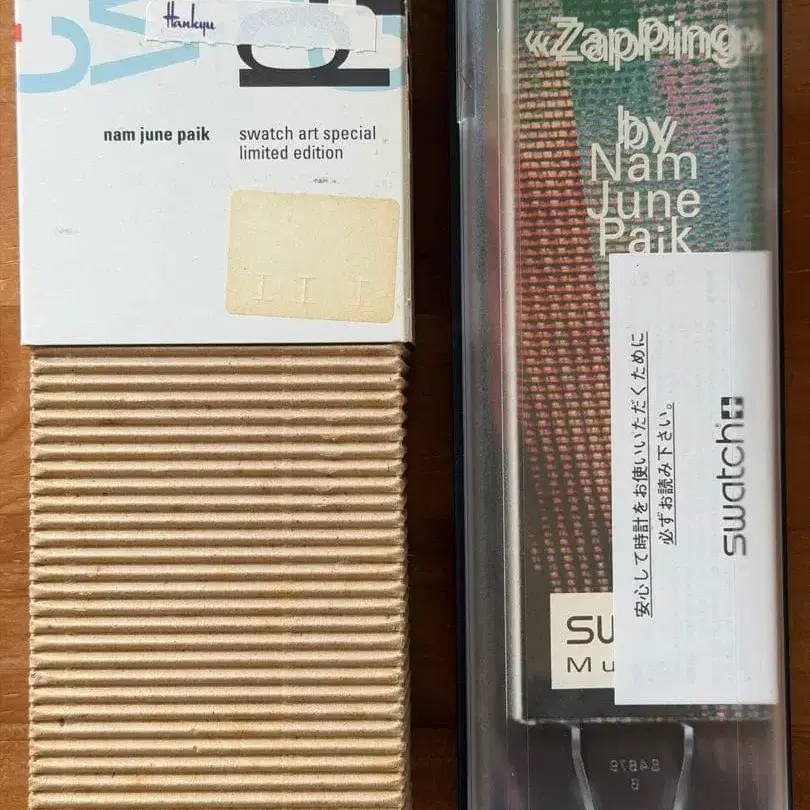 Hankyu
nam june paik
swatch art special
limited edition
«Zapping»
by
Nam
June
Paik
安心して時計をお使いいただくために
必ずお読み下さい。
swatch
SW
Mu